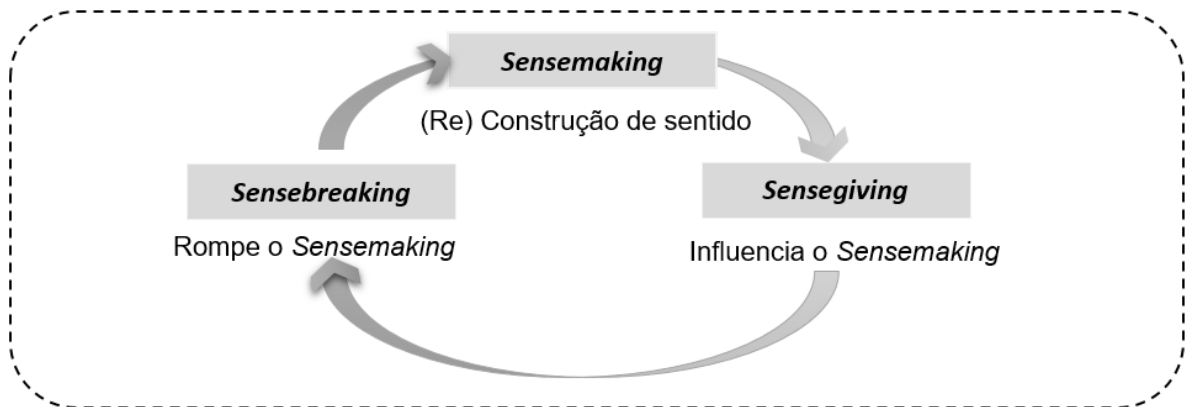 Sensemaking
(Re) Construção de sentido
Sensebreaking
Rompe o Sensemaking
Sensegiving
Influencia o Sensemaking